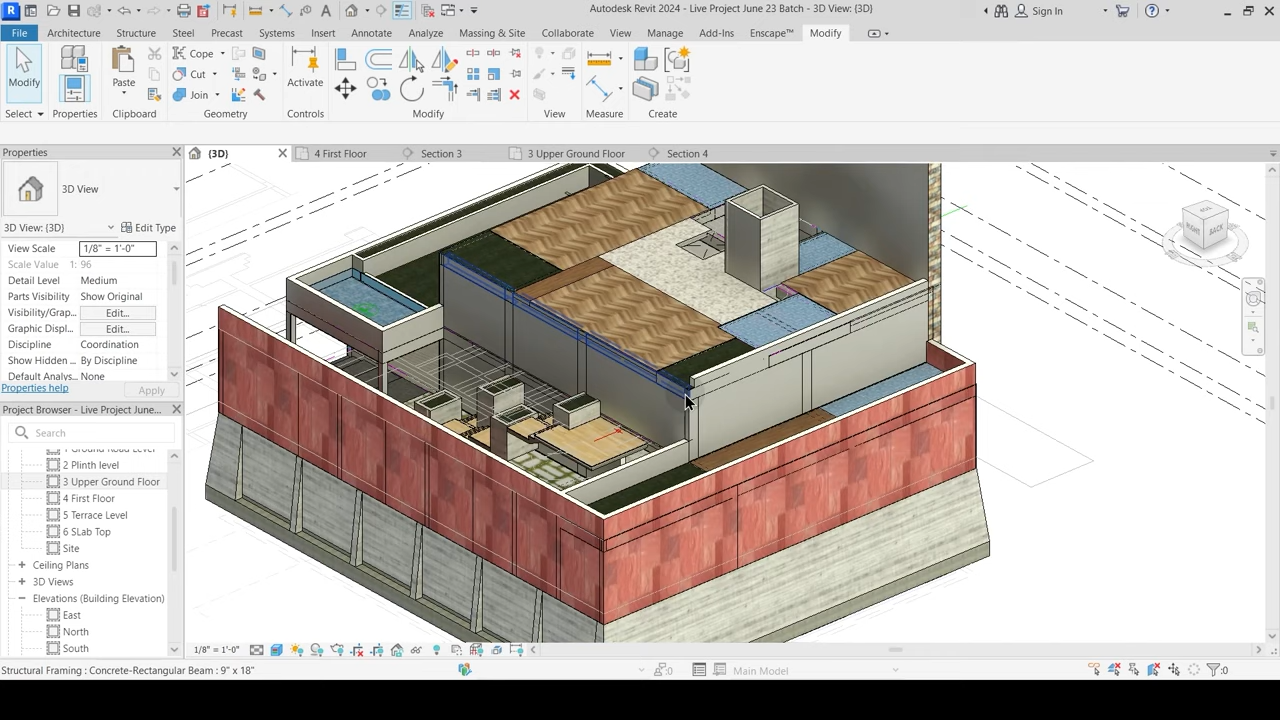 Autodesk Revit 2024 - Live Project June 23 Batch - 3D View: {3D}
Sign In
File Architecture Structure Steel Precast Systems Insert Annotate Analyze Massing & Site Collaborate View Manage Add-Ins Enscape™ Modify
Modify Paste Cope Cut Join Activate
Select Properties Clipboard Geometry Controls Modify View Measure Create
Properties
{3D} 4 First Floor Section 3 3 Upper Ground Floor Section 4
3D View
3D View: {3D} Edit Type
View Scale 1/8" = 1'-0"
Scale Value 1: 96
Detail Level Medium
Parts Visibility Show Original
Visibility/Grap... Edit...
Graphic Displ... Edit...
Discipline Coordination
Show Hidden ... By Discipline
Default Analys... None
Properties help Apply
Project Browser - Live Project June...
Search
1 Ground Road Level
2 Plinth level
3 Upper Ground Floor
4 First Floor
5 Terrace Level
6 SLab Top
Site
Ceiling Plans
3D Views
Elevations (Building Elevation)
East
North
South
RIGHT BACK
1/8" = 1'-0"
Structural Framing : Concrete-Rectangular Beam : 9" x 18"
:0
Main Model
:0